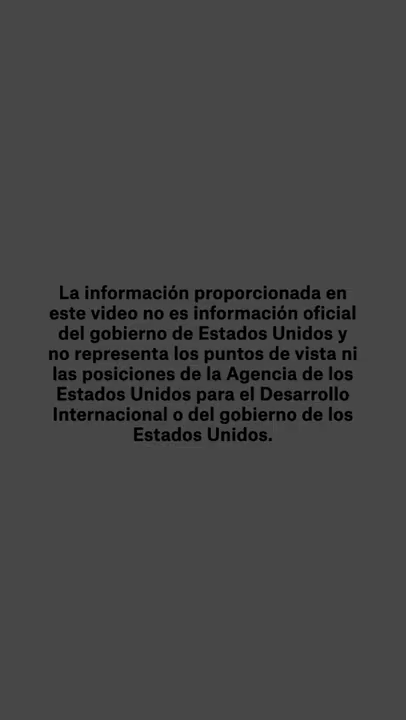 La información proporcionada en
este video no es información oficial
del gobierno de Estados Unidos y
no representa los puntos de vista ni
las posiciones de la Agencia de los
Estados Unidos para el Desarrollo
Internacional o del gobierno de los
Estados Unidos.